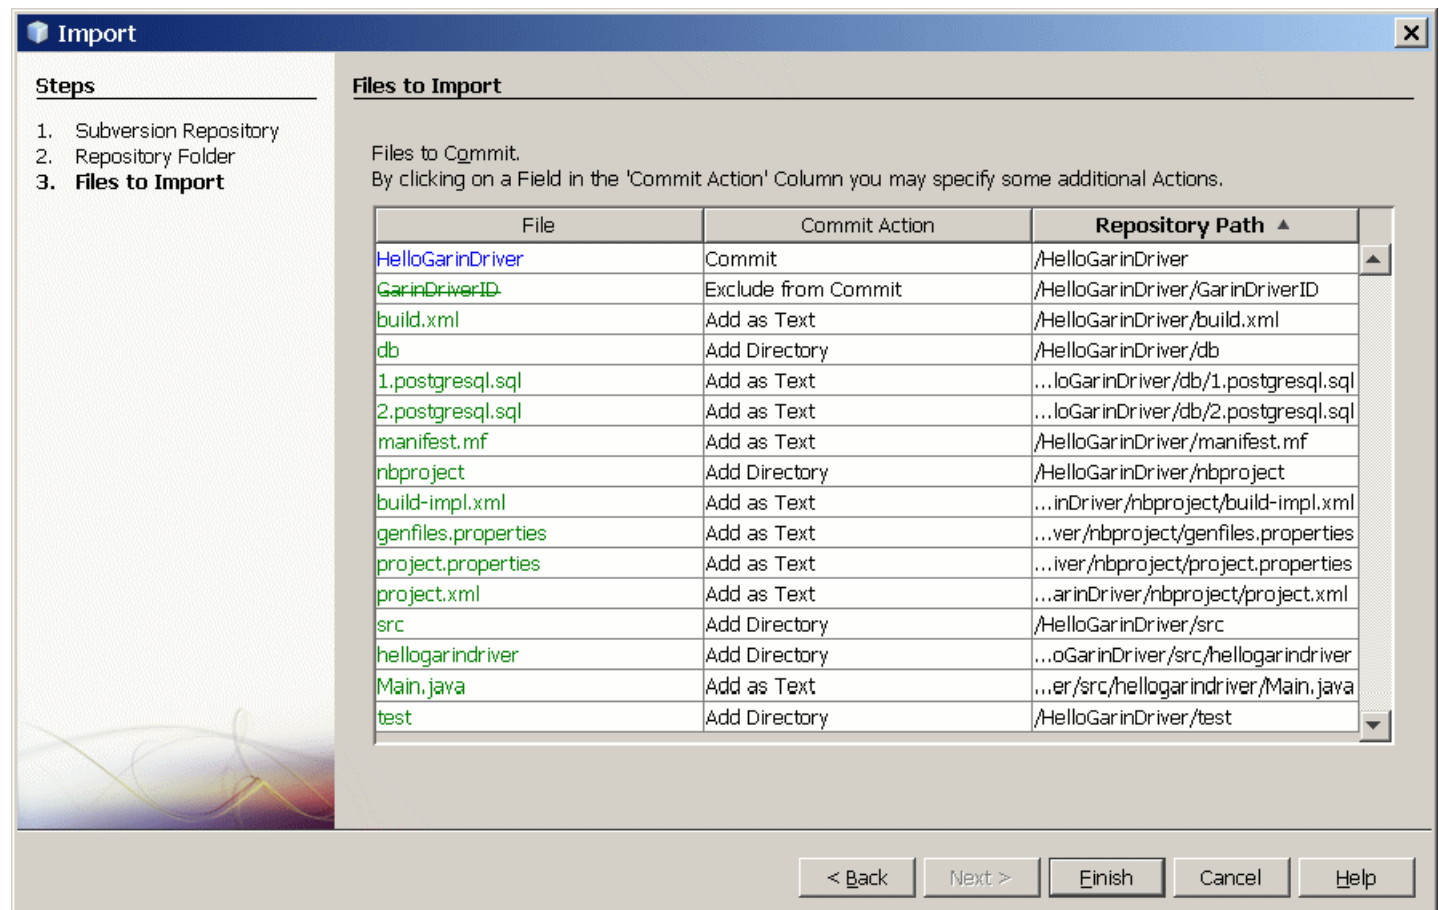 Import
Steps
1. Subversion Repository
2. Repository Folder
3. Files to Import
Files to Import
Files to Commit.
By clicking on a Field in the 'Commit Action' Column you may specify some additional Actions.
File Commit Action Repository Path
HelloGarinDriver Commit /HelloGarinDriver
GarinDriverID Exclude from Commit /HelloGarinDriver/GarinDriverID
build.xml Add as Text /HelloGarinDriver/build.xml
db Add Directory /HelloGarinDriver/db
1.postgresql.sql Add as Text ...loGarinDriver/db/1.postgresql.sql
2.postgresql.sql Add as Text ...loGarinDriver/db/2.postgresql.sql
manifest.mf Add as Text /HelloGarinDriver/manifest.mf
nbproject Add Directory /HelloGarinDriver/nbproject
build-impl.xml Add as Text ...inDriver/nbproject/build-impl.xml
genfiles.properties Add as Text ...ver/nbproject/genfiles.properties
project.properties Add as Text ...iver/nbproject/project.properties
project.xml Add as Text ...arinDriver/nbproject/project.xml
src Add Directory /HelloGarinDriver/src
hellogarindriver Add Directory ...oGarinDriver/src/hellogarindriver
Main.java Add as Text ...er/src/hellogarindriver/Main.java
test Add Directory /HelloGarinDriver/test
< Back Next > Finish Cancel Help